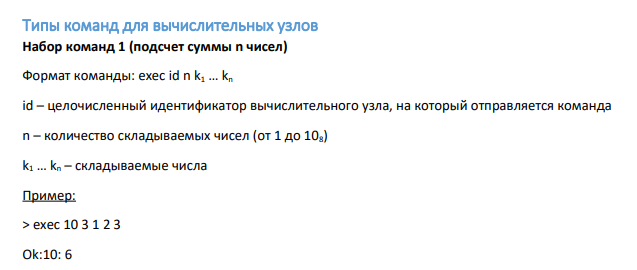 Типы команд для вычислительных узлов
Набор команд 1 (подсчет суммы n чисел)
Формат команды: exec id n k₁ ... kₙ
id – целочисленный идентификатор вычислительного узла, на который отправляется команда
n – количество складываемых чисел (от 1 до 10₈)
k₁ ... kₙ – складываемые числа
Пример:
> exec 10 3 1 2 3
Ok:10: 6